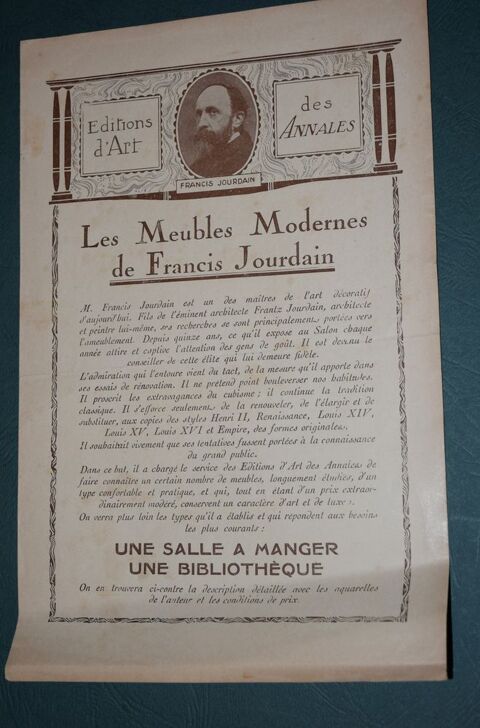 Editions
d'Art
des
ANNALES
FRANCIS JOURDAIN
Les Meubles Modernes
de Francis Jourdain
M. Francis Jourdain est un des maîtres de l'art décoratif
d'aujourd'hui. Fils de l'éminent architecte Frantz Jourdain, architecte
et peintre lui-même, ses recherches se sont principalement portées vers
l'ameublement. Depuis quinze ans, ce qu'il expose au Salon chaque
année attire et captive l'attention des gens de goût. Il est devenu le
conseiller de cette élite qui lui demeure fidèle.
L'admiration qui l'entoure vient du tact, de la mesure qu'il apporte dans
ses essais de rénovation. Il ne prétend point bouleverser nos habitudes.
Il proscrit les extravagances du cubisme ; il continue la tradition
classique. Il s'efforce seulement de la renouveler, de l'élargir et de
substituer, aux copies des styles Henri II, Renaissance, Louis XIV,
Louis XV, Louis XVI et Empire, des formes originales.
Il souhaitait vivement que ses tentatives fussent portées à la connaissance
du grand public.
Dans ce but, il a chargé le service des Editions d'Art des Annales de
faire connaître un certain nombre de meubles, longuement étudiés, d'un
type confortable et pratique, et qui, tout en étant d'un prix extraor-
dinairement modéré, conservent un caractère d'art et de luxe.
On verra plus loin les types qu'il a établis et qui répondent aux besoins
les plus courants :
UNE SALLE A MANGER
UNE BIBLIOTHÈQUE
On en trouvera ci-contre la description détaillée avec les aquarelles
de l'auteur et les conditions de prix.